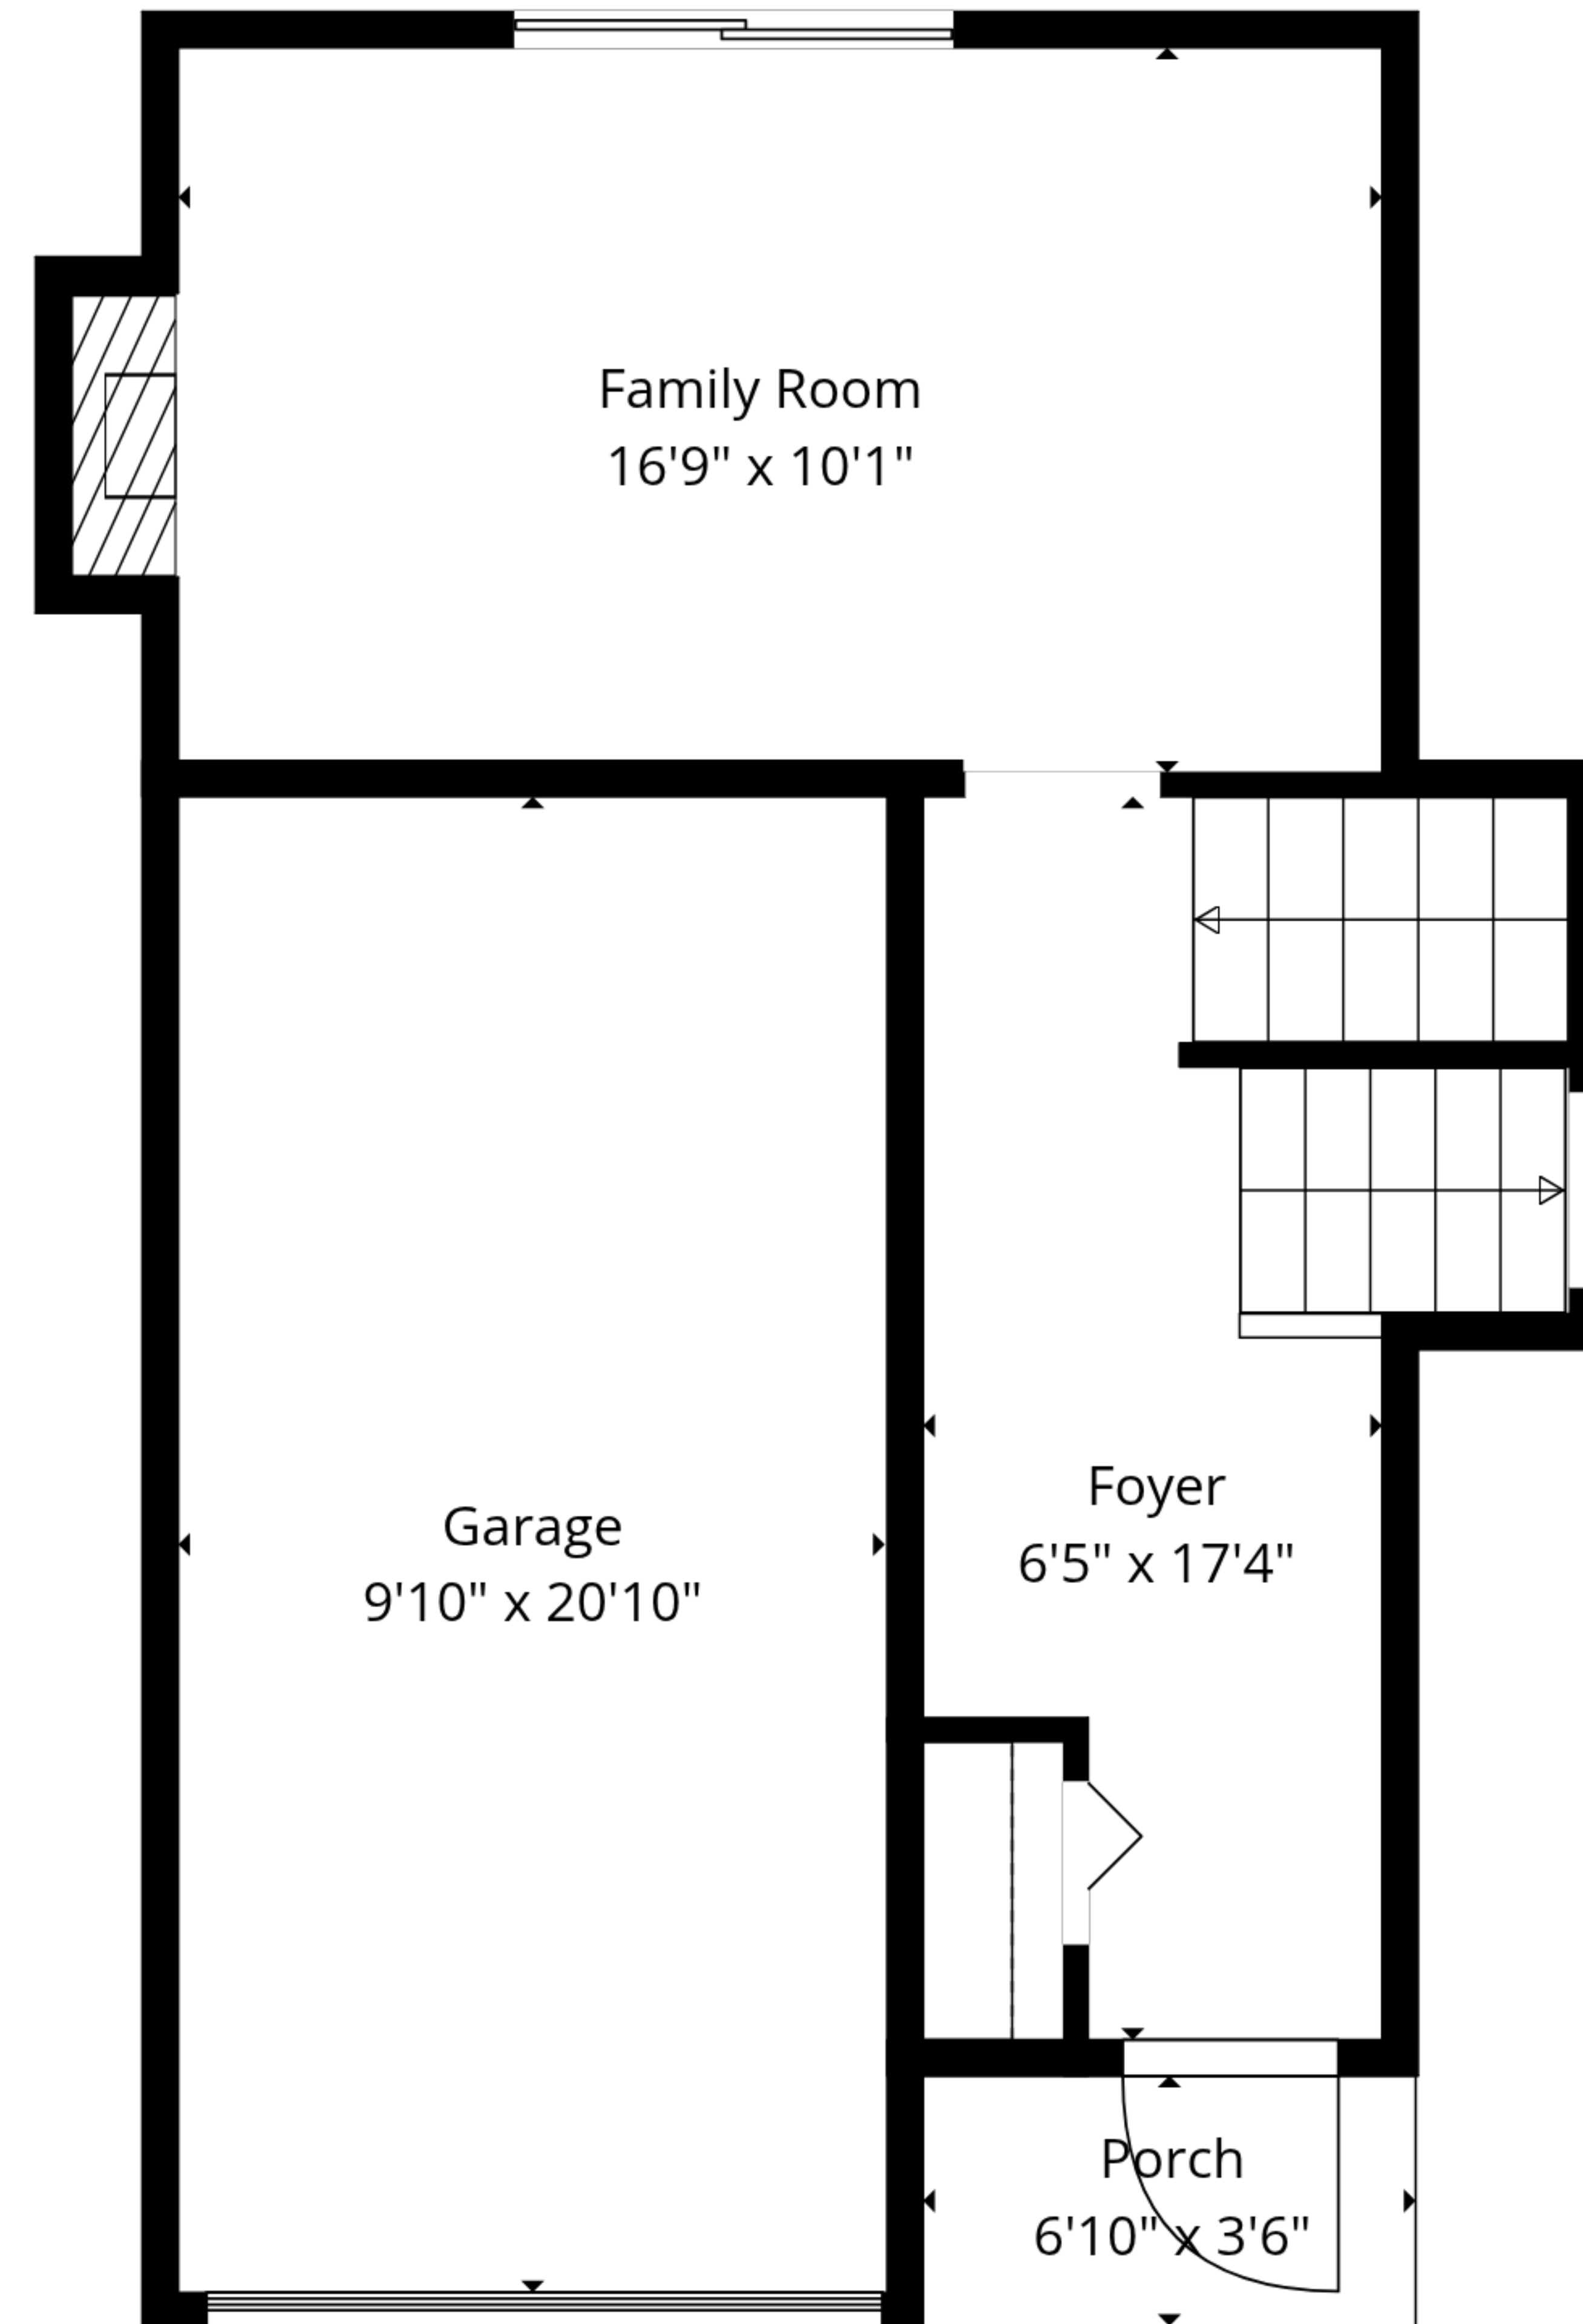 Family Room
16'9" x 10'1"
Foyer
6'5" x 17'4"
Garage
9'10" x 20'10"
Porch
6'10" x 3'6"